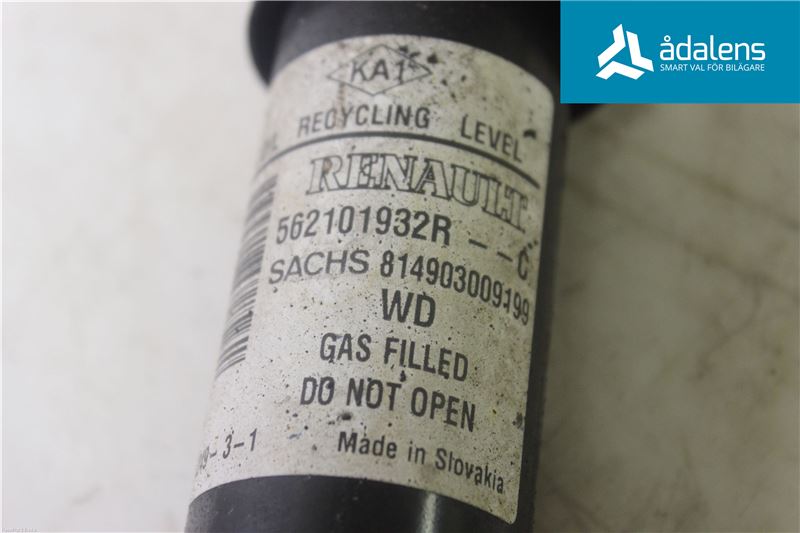 ådalens
SMART VAL FÖR BILÄGARE
KA1
RECYCLING LEVEL
RENAULT
562101932R -- C
SACHS 814903009199
WD
GAS FILLED
DO NOT OPEN
9-3-1
Made in Slovakia